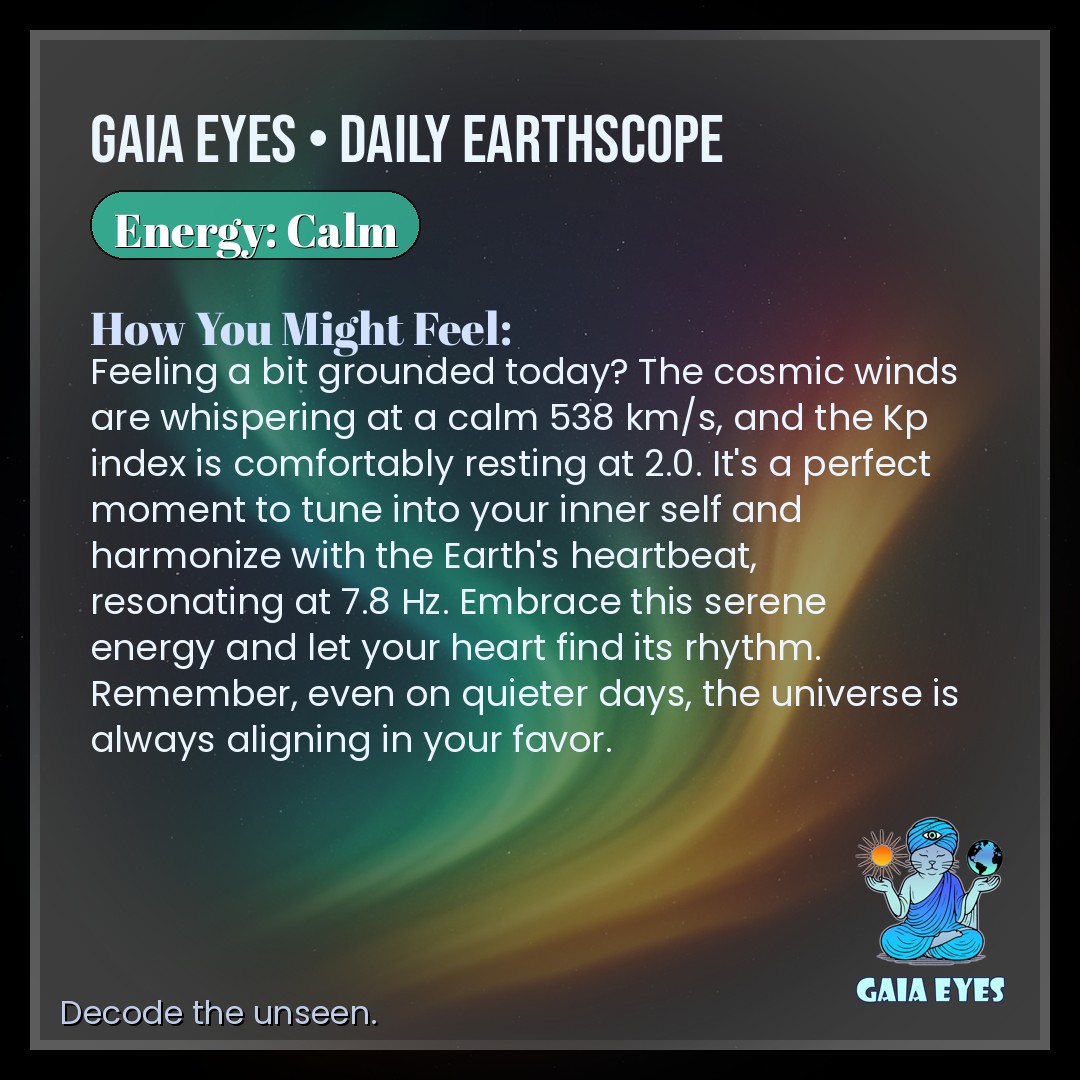 GAIA EYES • DAILY EARTHSCOPE
Energy: Calm
How You Might Feel:
Feeling a bit grounded today? The cosmic winds
are whispering at a calm 538 km/s, and the Kp
index is comfortably resting at 2.0. It's a perfect
moment to tune into your inner self and
harmonize with the Earth's heartbeat,
resonating at 7.8 Hz. Embrace this serene
energy and let your heart find its rhythm.
Remember, even on quieter days, the universe is
always aligning in your favor.
GAIA EYES
Decode the unseen.